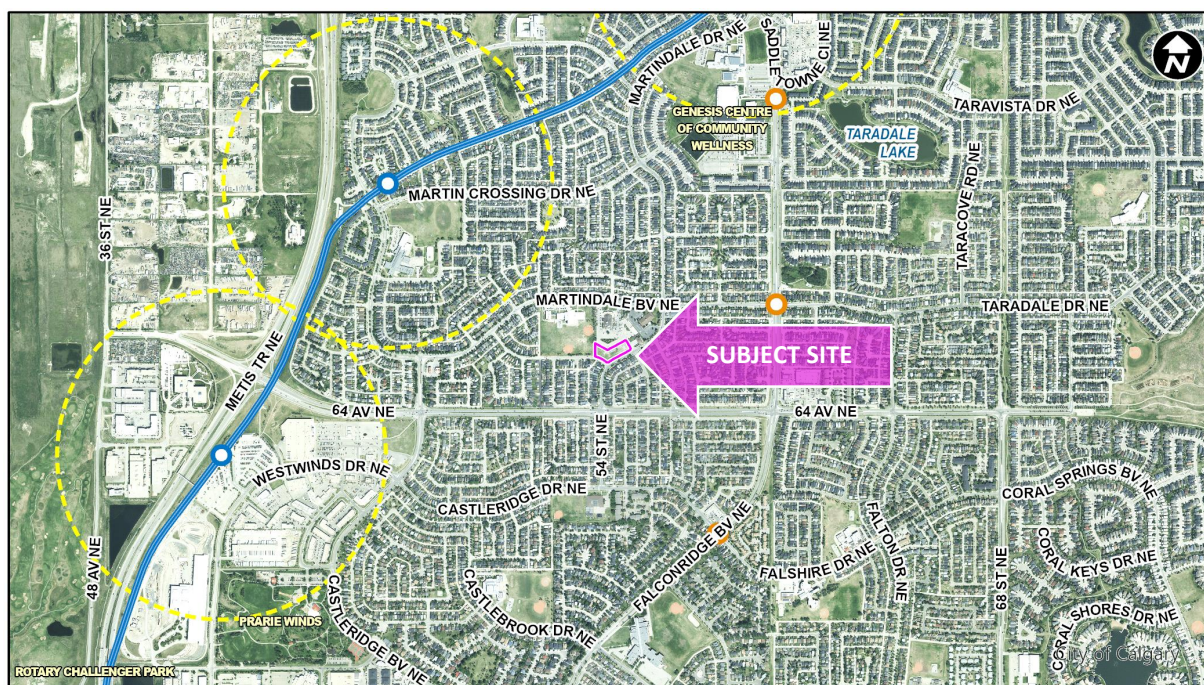 SADDLE TOWNE CI NE
MARTINDALE DR NE
N
TARAVISTA DR NE
GENESIS CENTRE
OF COMMUNITY
WELLNESS
TARADALE
LAKE
MARTIN CROSSING DR NE
36 ST NE
TARACOVE RD NE
MARTINDALE BV NE
TARADALE DR NE
METIS TR NE
SUBJECT SITE
64 AV NE
64 AV NE
54 ST NE
WESTWINDS DR NE
CASTLERIDGE DR NE
CORAL SPRINGS BV NE
FALCONRIDGE BV NE
FALTON DR NE
FALSHIRE DR NE
68 ST NE
CORAL KEYS DR NE
48 AV NE
CASTLERIDGE BV NE
CASTLEBROOK DR NE
CORAL SHORES DR NE
PRARIE WINDS
City of Calgary
ROTARY CHALLENGER PARK